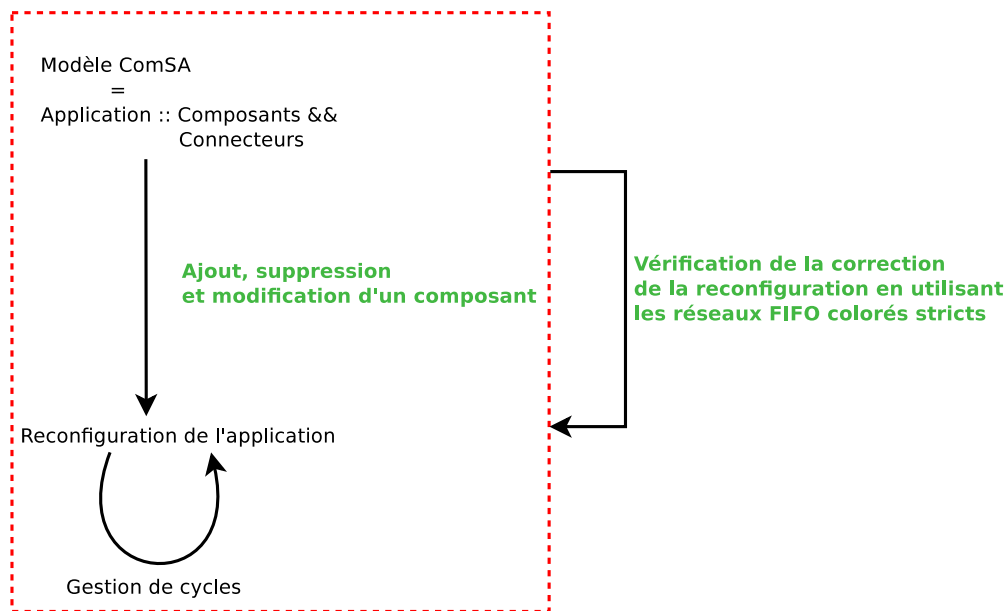 Modèle ComSA
=
Application :: Composants &&
Connecteurs
Ajout, suppression
et modification d'un composant
Vérification de la correction
de la reconfiguration en utilisant
les réseaux FIFO colorés stricts
Reconfiguration de l'application
Gestion de cycles